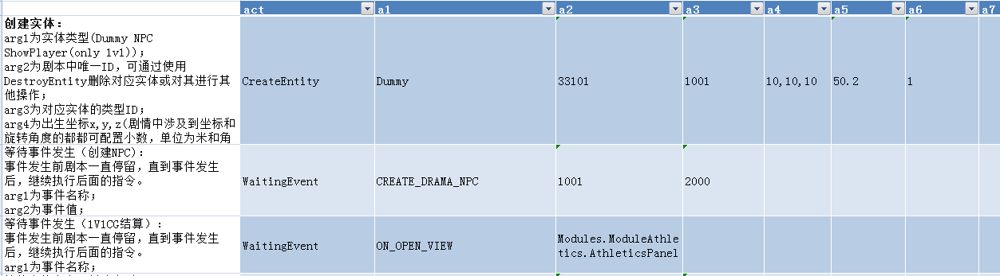 act a1 a2 a3 a4 a5 a6 a7
创建实体：
arg1为实体类型(Dummy NPC
ShowPlayer(only 1v1))；
arg2为剧本中唯一ID，可通过使用
DestroyEntity删除对应实体或对其进行其
他操作；
arg3为对应实体的类型ID；
arg4为出生坐标x,y,z(剧情中涉及到坐标和
旋转角度的都都可配置小数，单位为米和角
CreateEntity Dummy 33101 1001 10,10,10 50.2 1
等待事件发生（创建NPC）：
事件发生前剧本一直停留，直到事件发生
后，继续执行后面的指令。
arg1为事件名称；
arg2为事件值；
WaitingEvent CREATE_DRAMA_NPC 1001 2000
等待事件发生（1V1CG结算）：
事件发生前剧本一直停留，直到事件发生
后，继续执行后面的指令。
arg1为事件名称；
WaitingEvent ON_OPEN_VIEW Modules.ModuleAthle
tics.AthleticsPanel